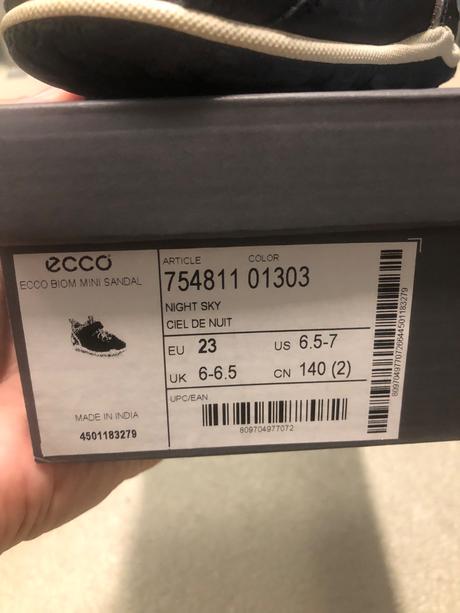 ecco
ECCO BIOM MINI SANDAL
MADE IN INDIA
4501183279
ARTICLE COLOR
754811 01303
NIGHT SKY
CIEL DE NUIT
EU 23 US 6.5-7
UK 6-6.5 CN 140 (2)
UPC/EAN
809704977072
8097049770726644501183279